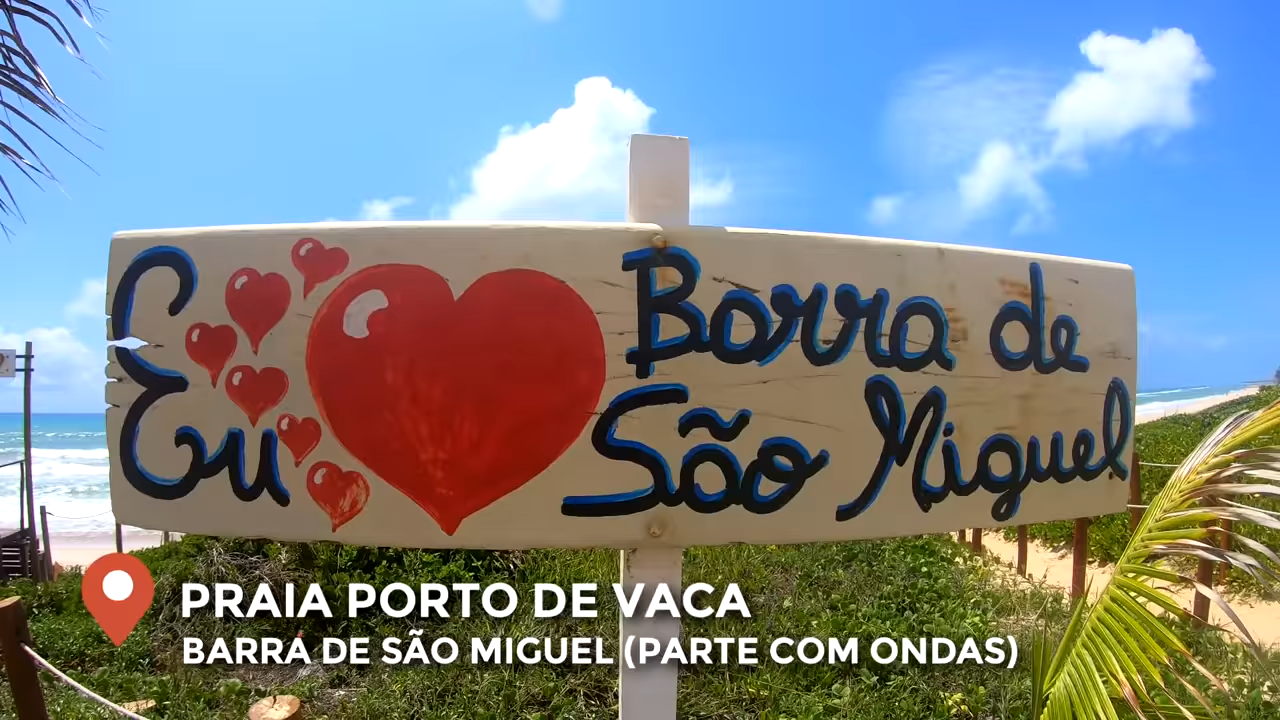 Eu
Barra de
São Miguel
PRAIA PORTO DE VACA
BARRA DE SÃO MIGUEL (PARTE COM ONDAS)